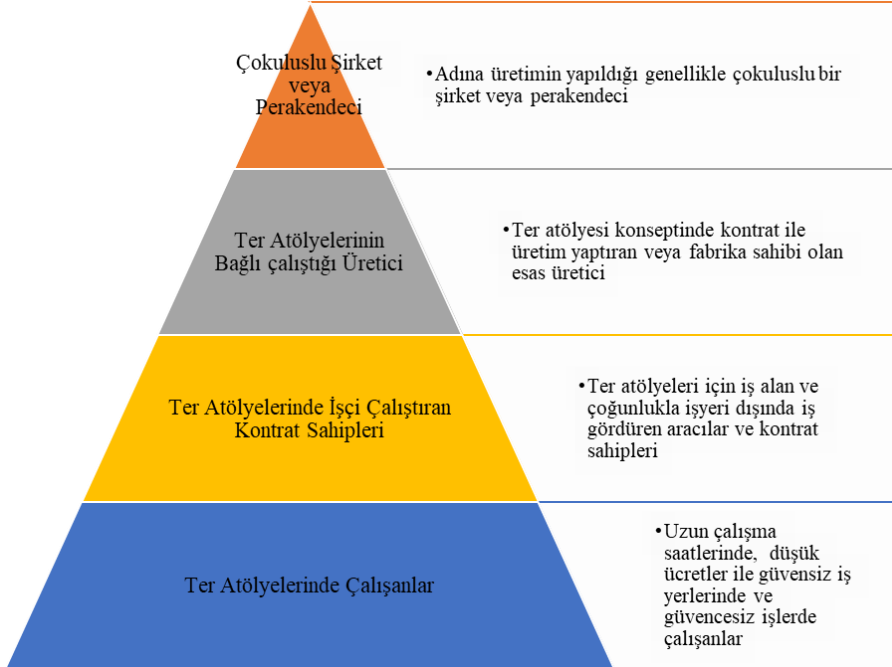 Çokuluslu Şirket
veya
Perakendeci
•Adına üretimin yapıldığı genellikle çokuluslu bir
şirket veya perakendeci
Ter Atölyelerinin
Bağlı çalıştığı Üretici
•Ter atölyesi konseptinde kontrat ile
üretim yaptıran veya fabrika sahibi olan
esas üretici
Ter Atölyelerinde İşçi Çalıştıran
Kontrat Sahipleri
•Ter atölyeleri için iş alan ve
çoğunlukla işyeri dışında iş
gördüren aracılar ve kontrat
sahipleri
Ter Atölyelerinde Çalışanlar
•Uzun çalışma
saatlerinde, düşük
ücretler ile güvensiz iş
yerlerinde ve
güvencesiz işlerde
çalışanlar